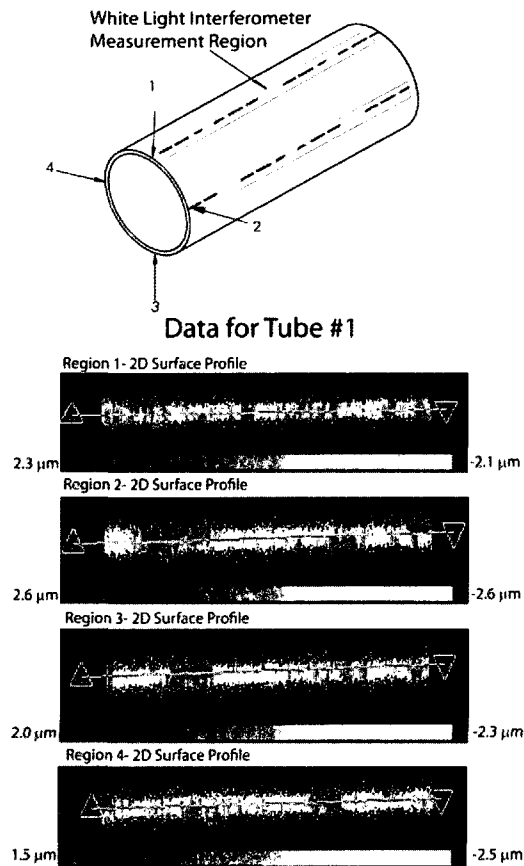 White Light Interferometer
Measurement Region
1
4
2
3
Data for Tube #1
Region 1- 2D Surface Profile
2.3 µm
-2.1 µm
Region 2- 2D Surface Profile
2.6 µm
-2.6 µm
Region 3- 2D Surface Profile
2.0 µm
-2.3 µm
Region 4- 2D Surface Profile
1.5 µm
-2.5 µm